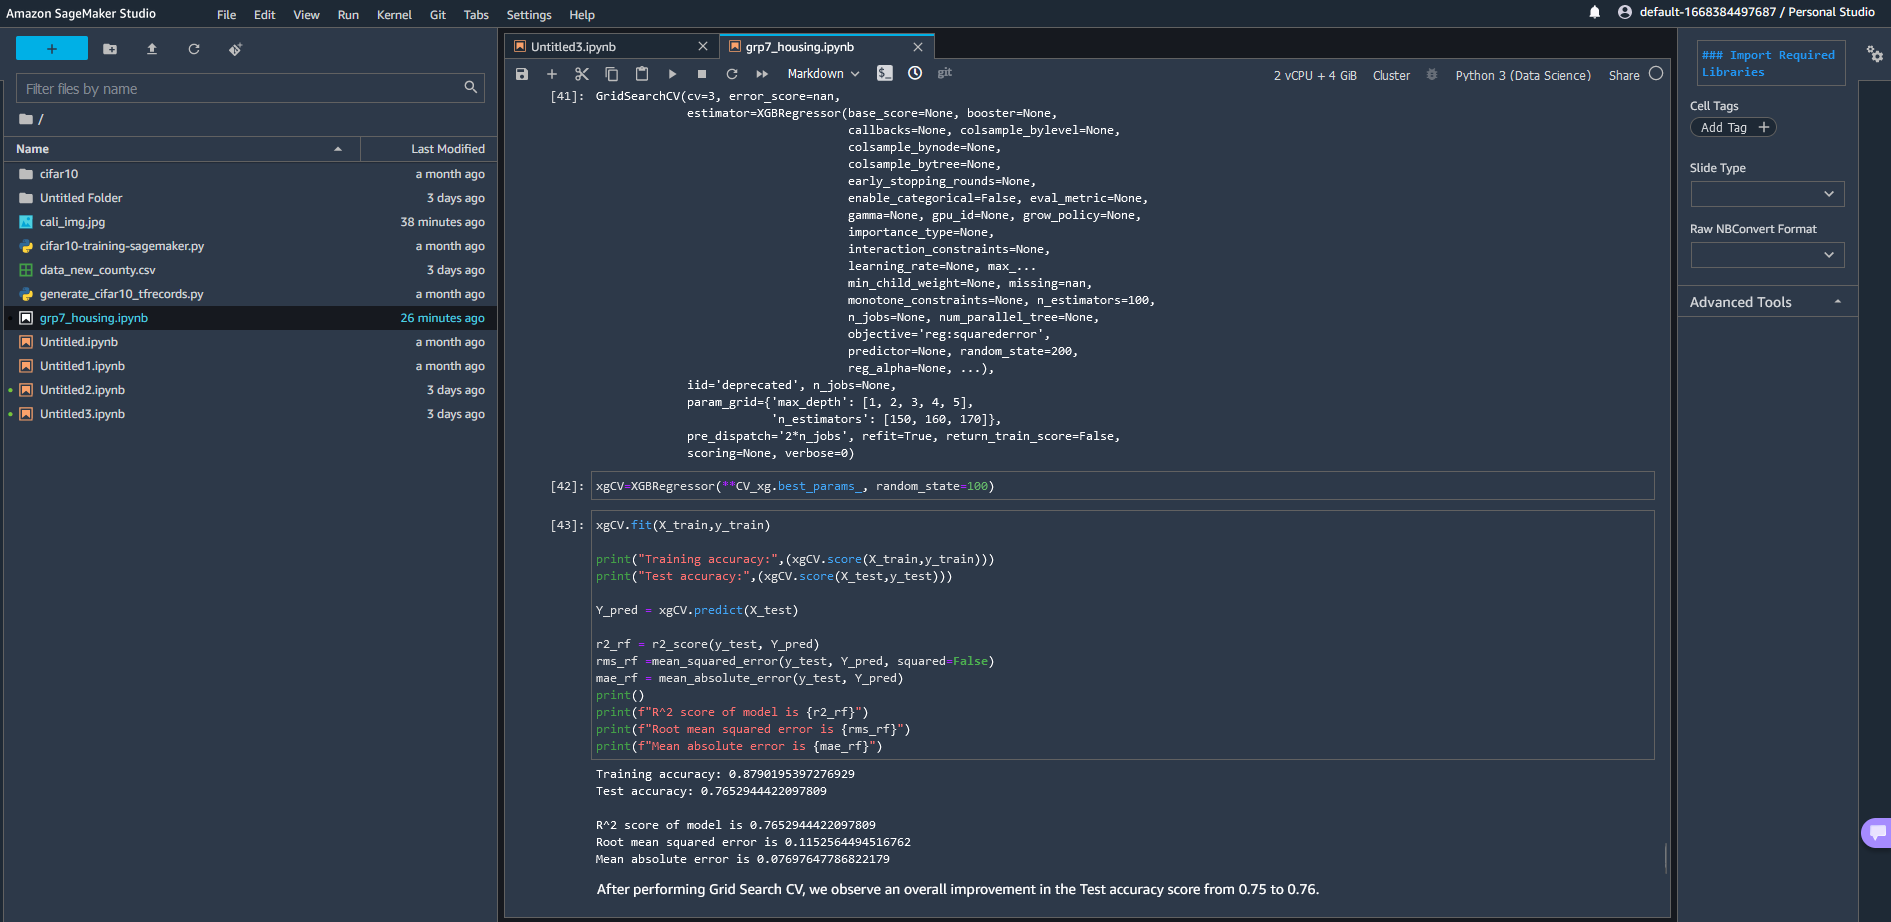 Amazon SageMaker Studio
File Edit View Run Kernel Git Tabs Settings Help
default-1668384497687 / Personal Studio
+
Filter files by name
/
Name Last Modified
cifar10 a month ago
Untitled Folder 3 days ago
cali_img.jpg 38 minutes ago
cifar10-training-sagemaker.py a month ago
data_new_county.csv 3 days ago
generate_cifar10_tfrecords.py a month ago
grp7_housing.ipynb 26 minutes ago
Untitled.ipynb a month ago
Untitled1.ipynb a month ago
Untitled2.ipynb 3 days ago
Untitled3.ipynb 3 days ago
Untitled3.ipynb
grp7_housing.ipynb
Markdown git 2 vCPU + 4 GiB Cluster Python 3 (Data Science) Share
[41]: GridSearchCV(cv=3, error_score=nan,
estimator=XGBRegressor(base_score=None, booster=None,
callbacks=None, colsample_bylevel=None,
colsample_bynode=None,
colsample_bytree=None,
early_stopping_rounds=None,
enable_categorical=False, eval_metric=None,
gamma=None, gpu_id=None, grow_policy=None,
importance_type=None,
interaction_constraints=None,
learning_rate=None, max_...
min_child_weight=None, missing=nan,
monotone_constraints=None, n_estimators=100,
n_jobs=None, num_parallel_tree=None,
objective='reg:squarederror',
predictor=None, random_state=200,
reg_alpha=None, ...),
iid='deprecated', n_jobs=None,
param_grid={'max_depth': [1, 2, 3, 4, 5],
'n_estimators': [150, 160, 170]},
pre_dispatch='2*n_jobs', refit=True, return_train_score=False,
scoring=None, verbose=0)
[42]: xgCV=XGBRegressor(**CV_xg.best_params_, random_state=100)
[43]: xgCV.fit(X_train,y_train)
print("Training accuracy:",(xgCV.score(X_train,y_train)))
print("Test accuracy:",(xgCV.score(X_test,y_test)))
Y_pred = xgCV.predict(X_test)
r2_rf = r2_score(y_test, Y_pred)
rms_rf =mean_squared_error(y_test, Y_pred, squared=False)
mae_rf = mean_absolute_error(y_test, Y_pred)
print()
print(f"R^2 score of model is {r2_rf}")
print(f"Root mean squared error is {rms_rf}")
print(f"Mean absolute error is {mae_rf}")
Training accuracy: 0.8790195397276929
Test accuracy: 0.7652944422097809
R^2 score of model is 0.7652944422097809
Root mean squared error is 0.1152564494516762
Mean absolute error is 0.07697647786822179
After performing Grid Search CV, we observe an overall improvement in the Test accuracy score from 0.75 to 0.76.
### Import Required
Libraries
Cell Tags
Add Tag +
Slide Type
Raw NBConvert Format
Advanced Tools